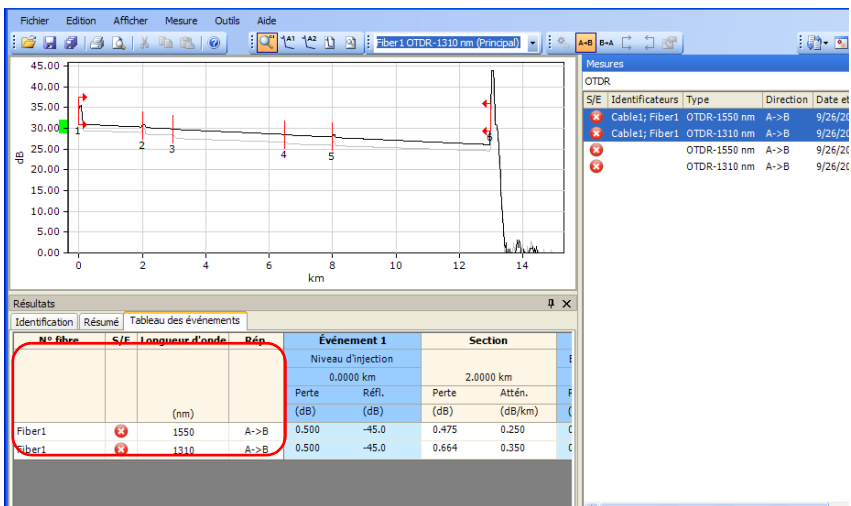 Fichier Edition Afficher Mesure Outils Aide
Fiber1 OTDR-1310 nm (Principal) A→B B→A
45.00
40.00
35.00
30.00
25.00
20.00
15.00
10.00
5.00
0.00
dB
1 2 3 4 5
0 2 4 6 8 10 12 14
km
Mesures
OTDR
S/E Identificateurs Type Direction Date et
Cable1; Fiber1 OTDR-1550 nm A->B 9/26/20
Cable1; Fiber1 OTDR-1310 nm A->B 9/26/20
OTDR-1550 nm A->B 9/26/20
OTDR-1310 nm A->B 9/26/20
Résultats
Identification Résumé Tableau des événements
N° fibre S/E Longueur d'onde Rép. Événement 1 Section
Niveau d'injection
0.0000 km 2.0000 km
Perte Réfl. Perte Attén.
(nm) (dB) (dB) (dB) (dB/km)
Fiber1 1550 A->B 0.500 -45.0 0.475 0.250
Fiber1 1310 A->B 0.500 -45.0 0.664 0.350